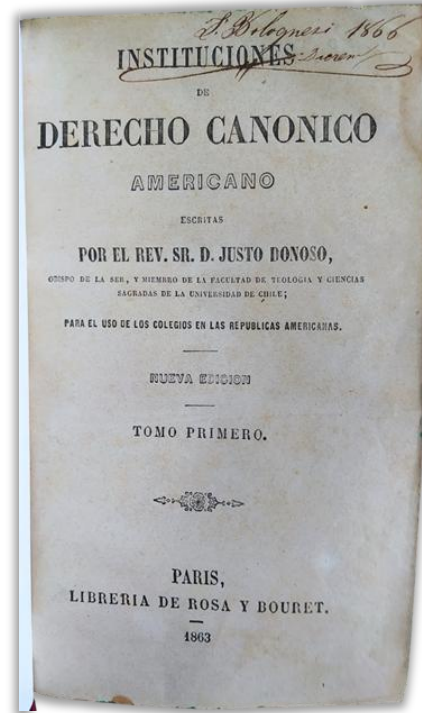 L. Bolognesi 1866
INSTITUCIONES
DE
DERECHO CANONICO
AMERICANO
ESCRITAS
POR EL REV. SR. D. JUSTO DONOSO,
OBISPO DE LA SER., Y MIEMBRO DE LA FACULTAD DE TEOLOGIA Y CIENCIAS
SAGRADAS DE LA UNIVERSIDAD DE CHILE;
PARA EL USO DE LOS COLEGIOS EN LAS REPUBLICAS AMERICANAS.
NUEVA EDICION
TOMO PRIMERO.
PARIS,
LIBRERIA DE ROSA Y BOURET.
1863